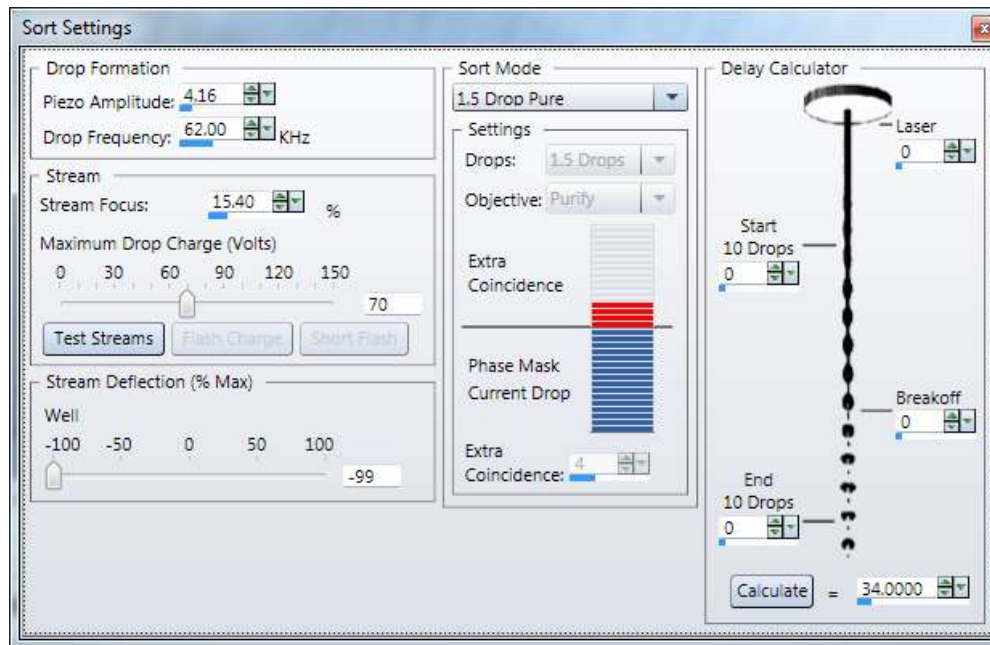 Sort Settings
Drop Formation
Piezo Amplitude: 4.16
Drop Frequency: 62.00 KHz
Stream
Stream Focus: 15.40 %
Maximum Drop Charge (Volts)
0 30 60 90 120 150
70
Test Streams Flash Charge Short Flash
Stream Deflection (% Max)
Well
-100 -50 0 50 100
-99
Sort Mode
1.5 Drop Pure
Settings
Drops: 1.5 Drops
Objective: Purify
Extra
Coincidence
Phase Mask
Current Drop
Extra
Coincidence: 4
Delay Calculator
Laser
0
Start
10 Drops
0
Breakoff
0
End
10 Drops
0
Calculate = 34.0000